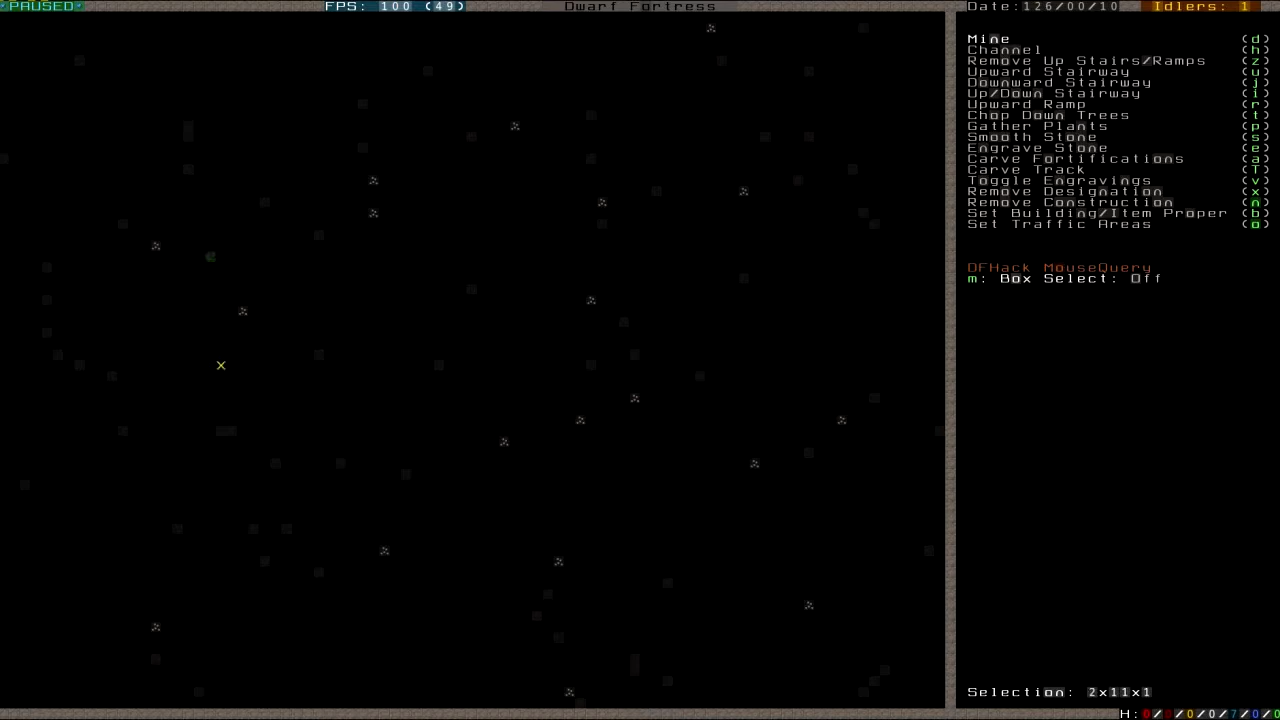 *PAUSED* FPS: 100 (49) Dwarf Fortress Date:126/00/10 Idlers: 1
Mine (d)
Channel (h)
Remove Up Stairs/Ramps (z)
Upward Stairway (u)
Downward Stairway (j)
Up/Down Stairway (i)
Upward Ramp (r)
Chop Down Trees (t)
Gather Plants (p)
Smooth Stone (s)
Engrave Stone (e)
Carve Fortifications (a)
Carve Track (T)
Toggle Engravings (v)
Remove Designation (x)
Remove Construction (n)
Set Building/Item Proper (b)
Set Traffic Areas (o)
DFHack MouseQuery
m: Box Select: Off
Selection: 2x11x1